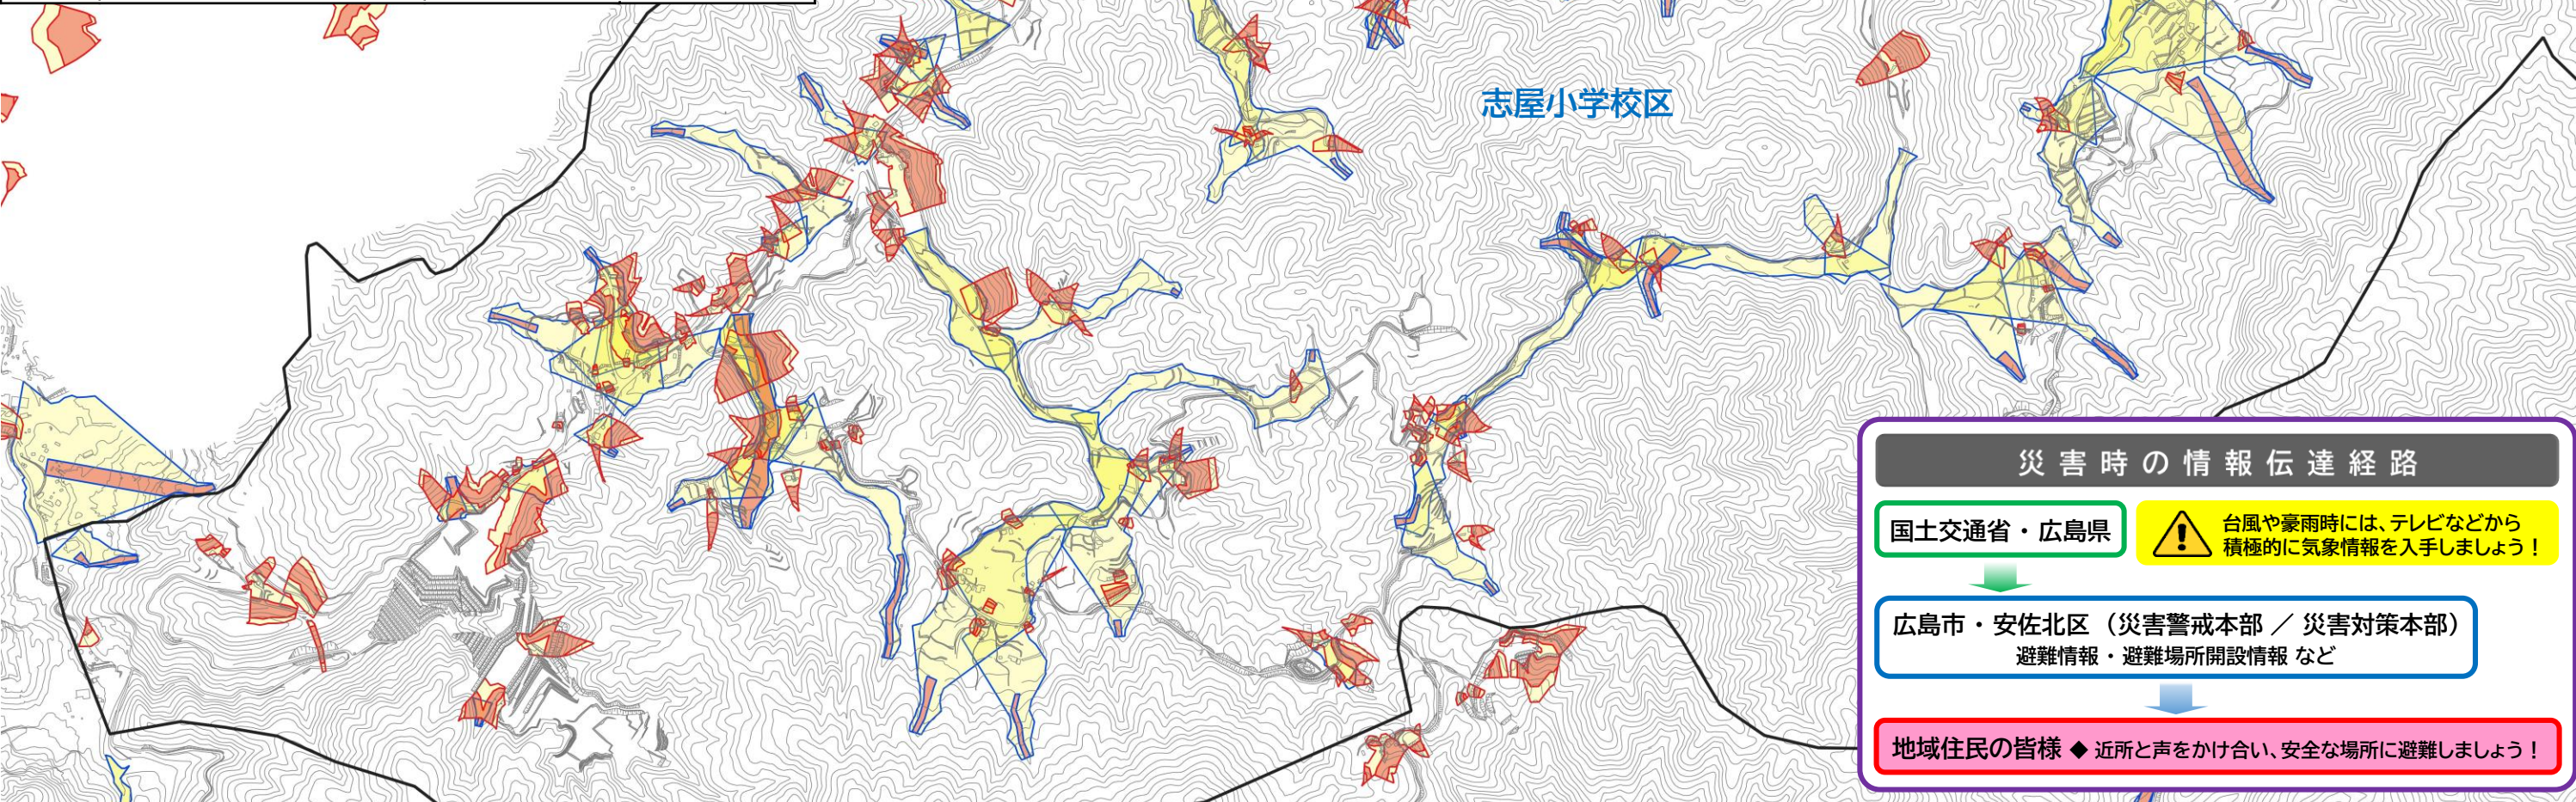 志屋小学校区
災害時の情報伝達経路
国土交通省・広島県
台風や豪雨時には、テレビなどから
積極的に気象情報を入手しましょう！
広島市・安佐北区（災害警戒本部 ／ 災害対策本部）
避難情報・避難場所開設情報 など
地域住民の皆様 ◆ 近所と声をかけ合い、安全な場所に避難しましょう！